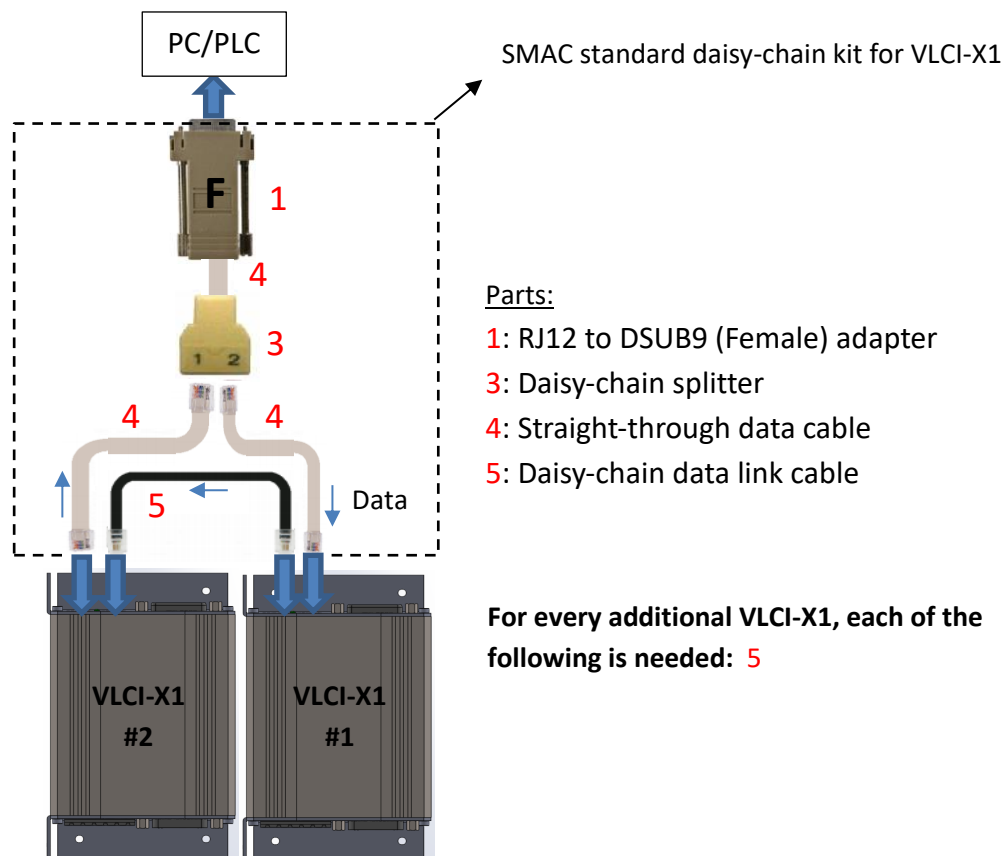 PC/PLC
SMAC standard daisy-chain kit for VLCI-X1
F
1
4
3
1 2
4
4
5
Data
Parts:
1: RJ12 to DSUB9 (Female) adapter
3: Daisy-chain splitter
4: Straight-through data cable
5: Daisy-chain data link cable
For every additional VLCI-X1, each of the
following is needed: 5
VLCI-X1
#2
VLCI-X1
#1